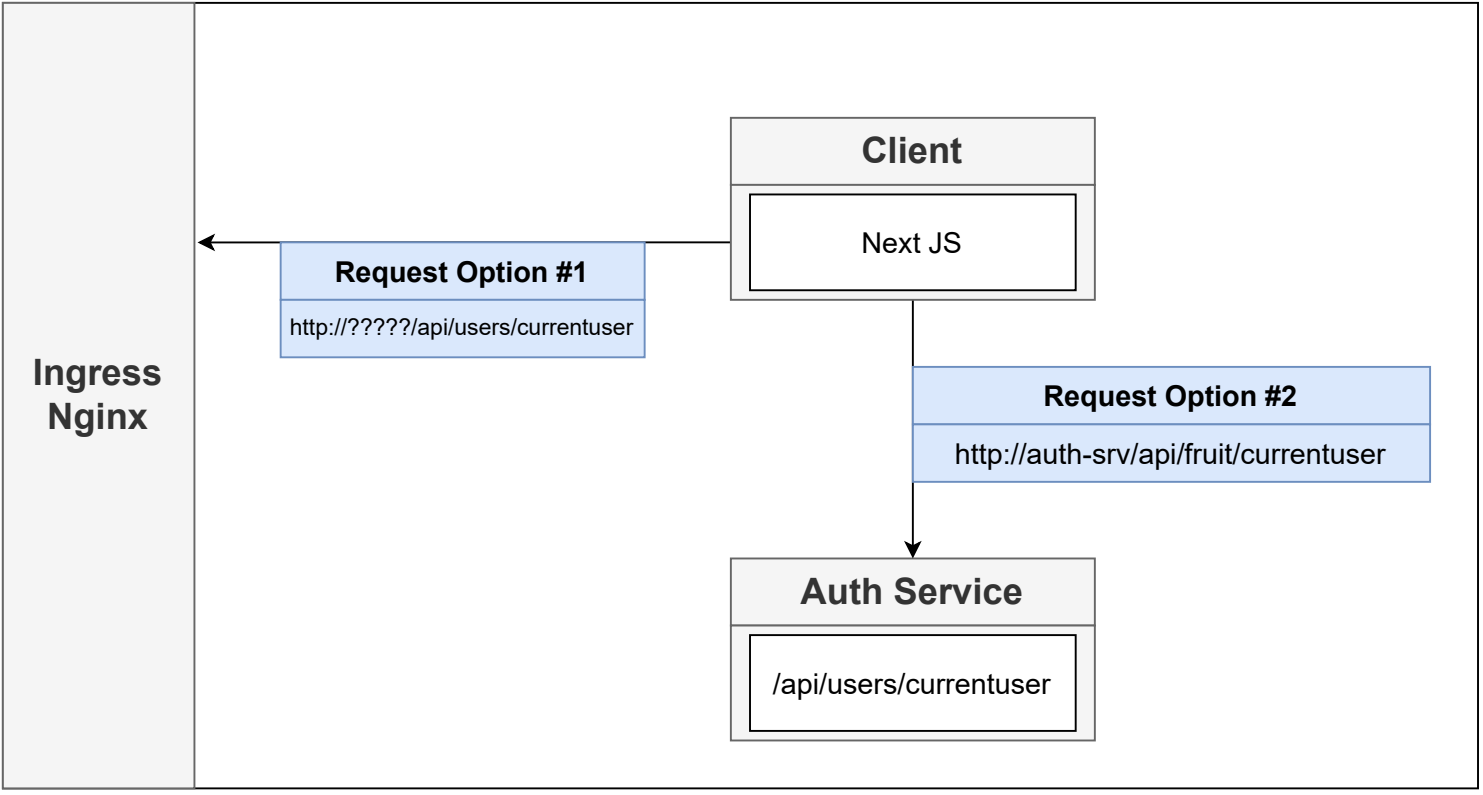 Client
Next JS
Request Option #1
http://?????/api/users/currentuser
Ingress
Nginx
Request Option #2
http://auth-srv/api/fruit/currentuser
Auth Service
/api/users/currentuser